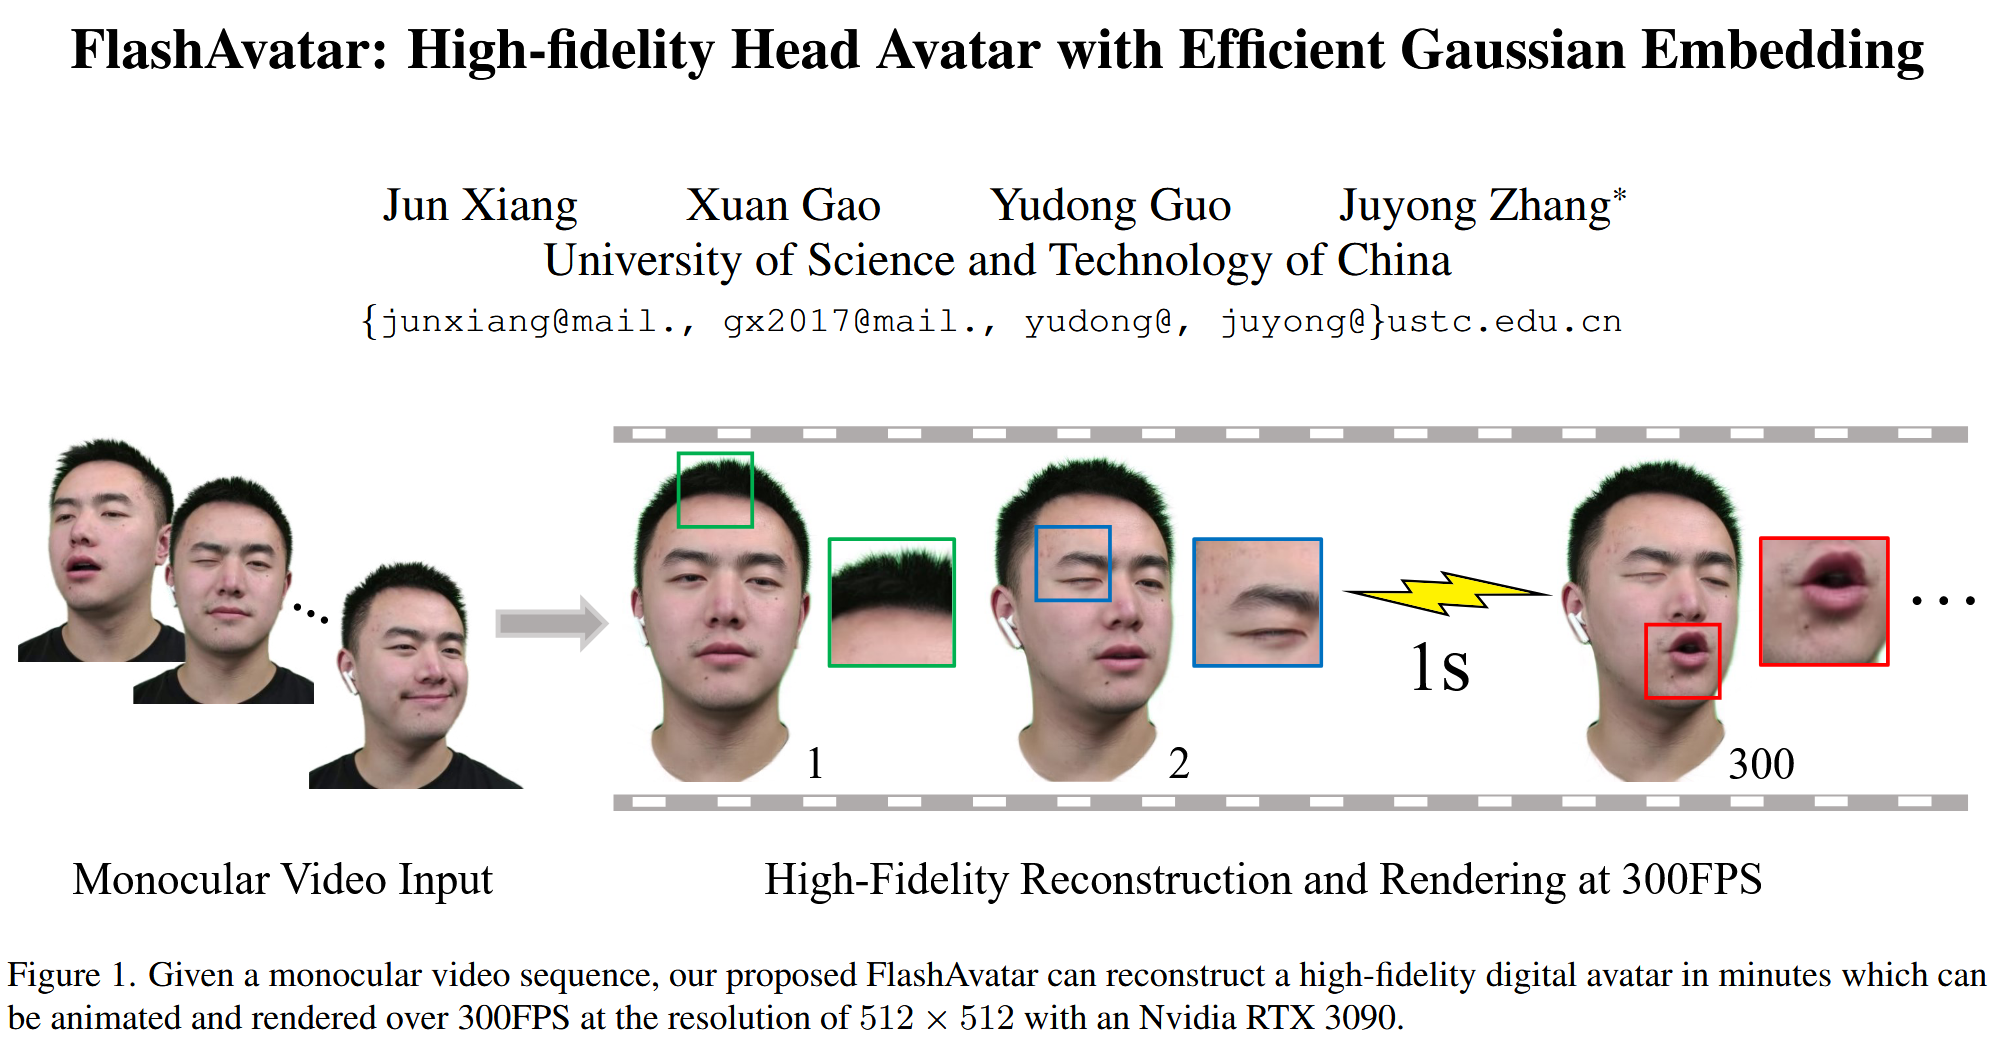 FlashAvatar: High-fidelity Head Avatar with Efficient Gaussian Embedding
Jun Xiang Xuan Gao Yudong Guo Juyong Zhang*
University of Science and Technology of China
{junxiang@mail., gx2017@mail., yudong@, juyong@}ustc.edu.cn
1s
1
2
300
Monocular Video Input
High-Fidelity Reconstruction and Rendering at 300FPS
Figure 1. Given a monocular video sequence, our proposed FlashAvatar can reconstruct a high-fidelity digital avatar in minutes which can
be animated and rendered over 300FPS at the resolution of 512 × 512 with an Nvidia RTX 3090.